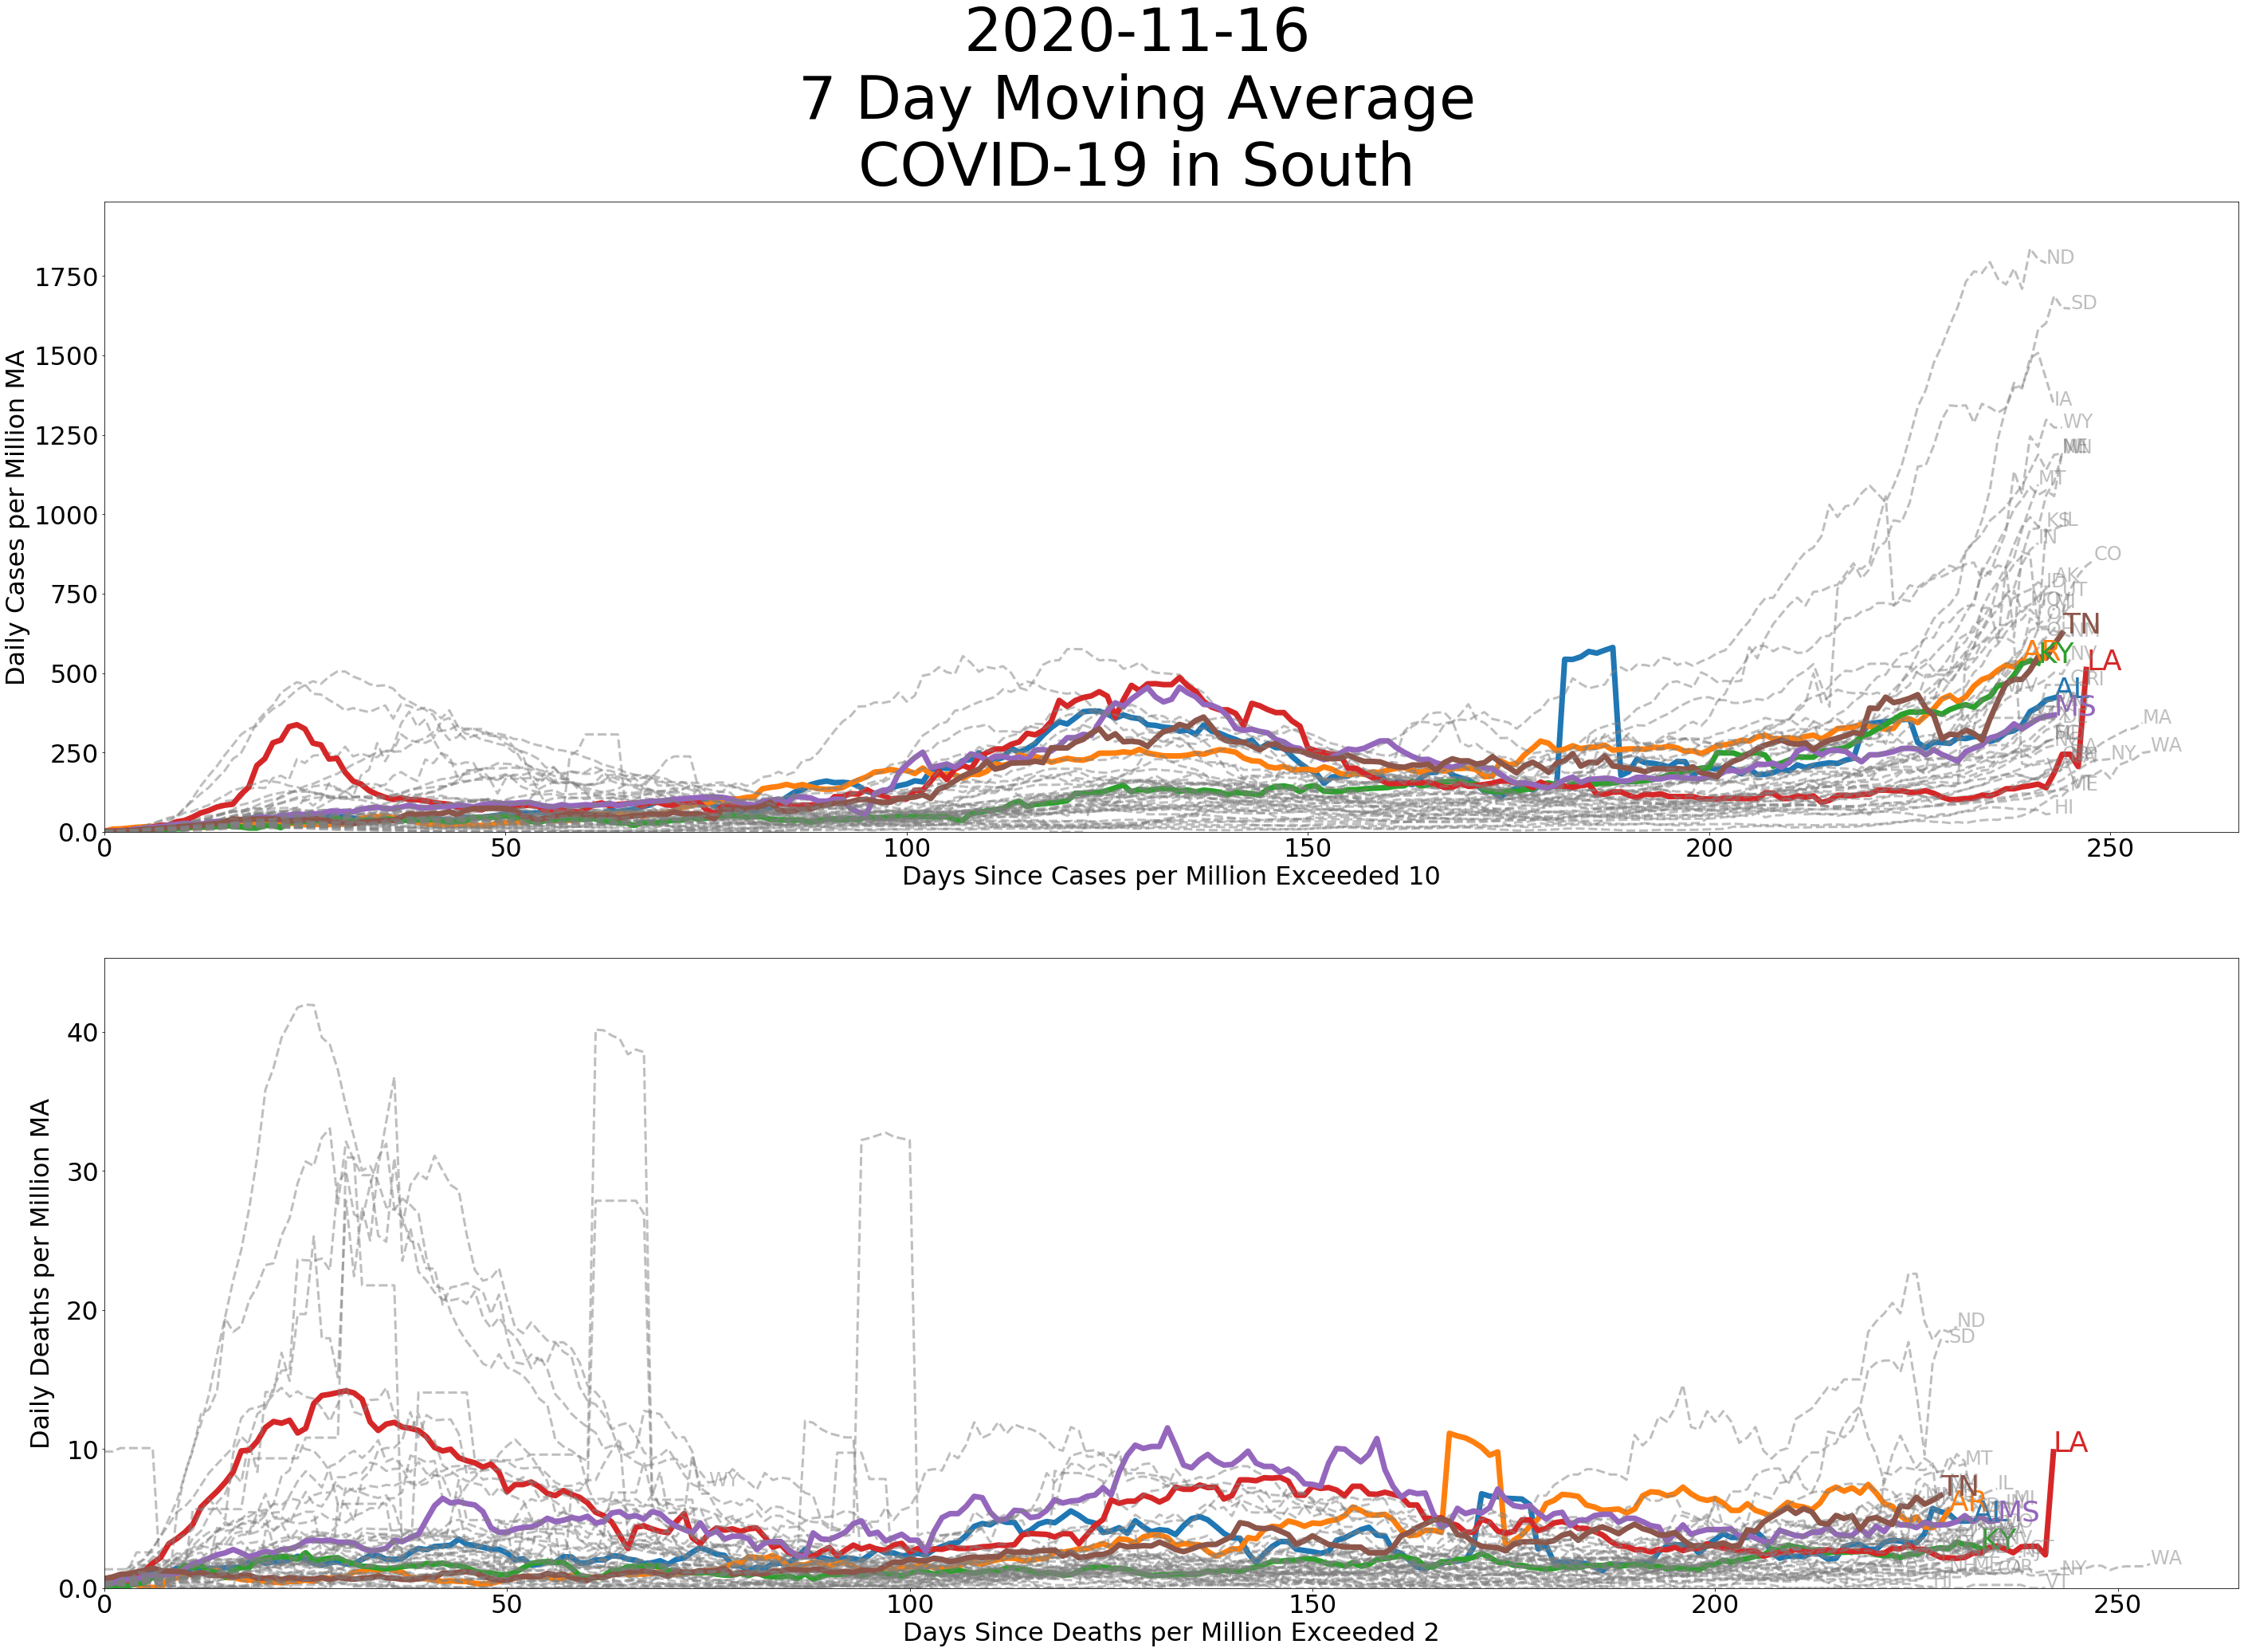 2020-11-16
7 Day Moving Average
COVID-19 in South
Daily Cases per Million MA
1750
1500
1250
1000
750
500
250
0.0
0
50
100
150
200
250
ND
SD
IA
WY
MT
KS
IL
IN
CO
AK
ID
TN
AR
KY
LA
NV
RI
AL
MS
MA
WA
NY
ME
HI
Days Since Cases per Million Exceeded 10
Daily Deaths per Million MA
40
30
20
10
0.0
0
50
100
150
200
250
WY
ND
SD
LA
MT
TN
IL
AR
AL
MS
KY
WA
NY
OR
VT
Days Since Deaths per Million Exceeded 2